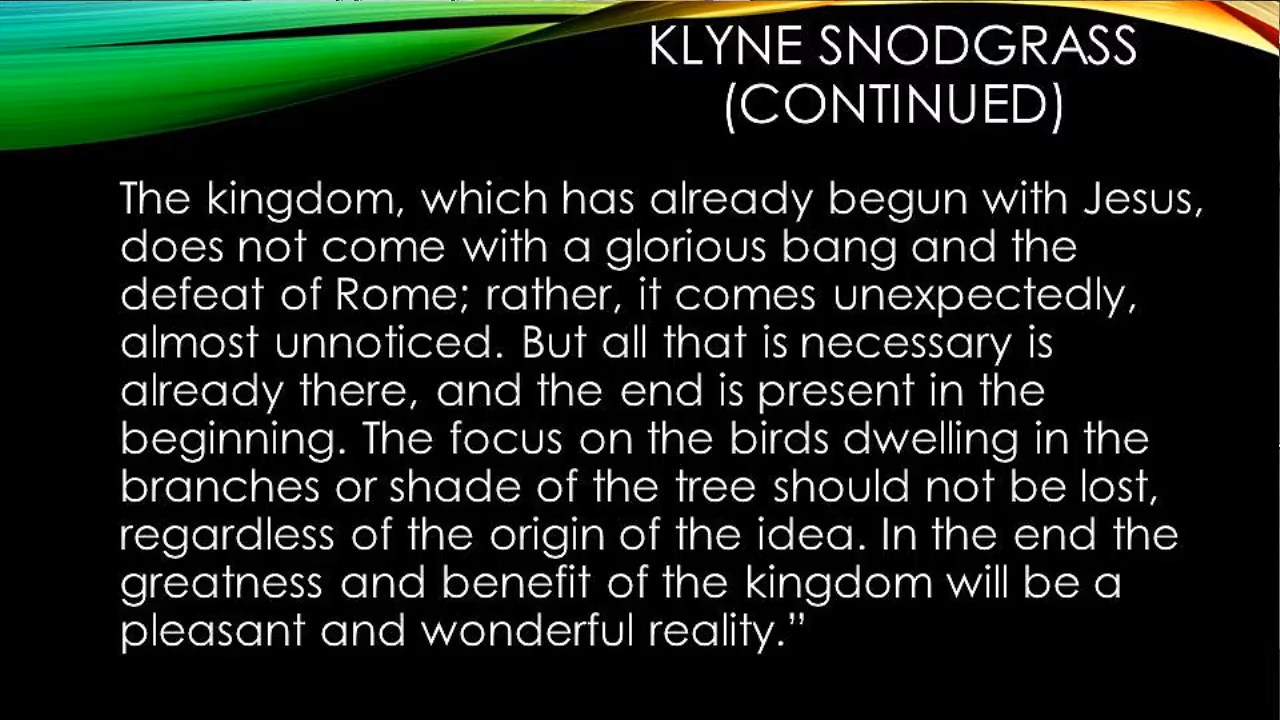 KLYNE SNODGRASS
(CONTINUED)
The kingdom, which has already begun with Jesus,
does not come with a glorious bang and the
defeat of Rome; rather, it comes unexpectedly,
almost unnoticed. But all that is necessary is
already there, and the end is present in the
beginning. The focus on the birds dwelling in the
branches or shade of the tree should not be lost,
regardless of the origin of the idea. In the end the
greatness and benefit of the kingdom will be a
pleasant and wonderful reality.”